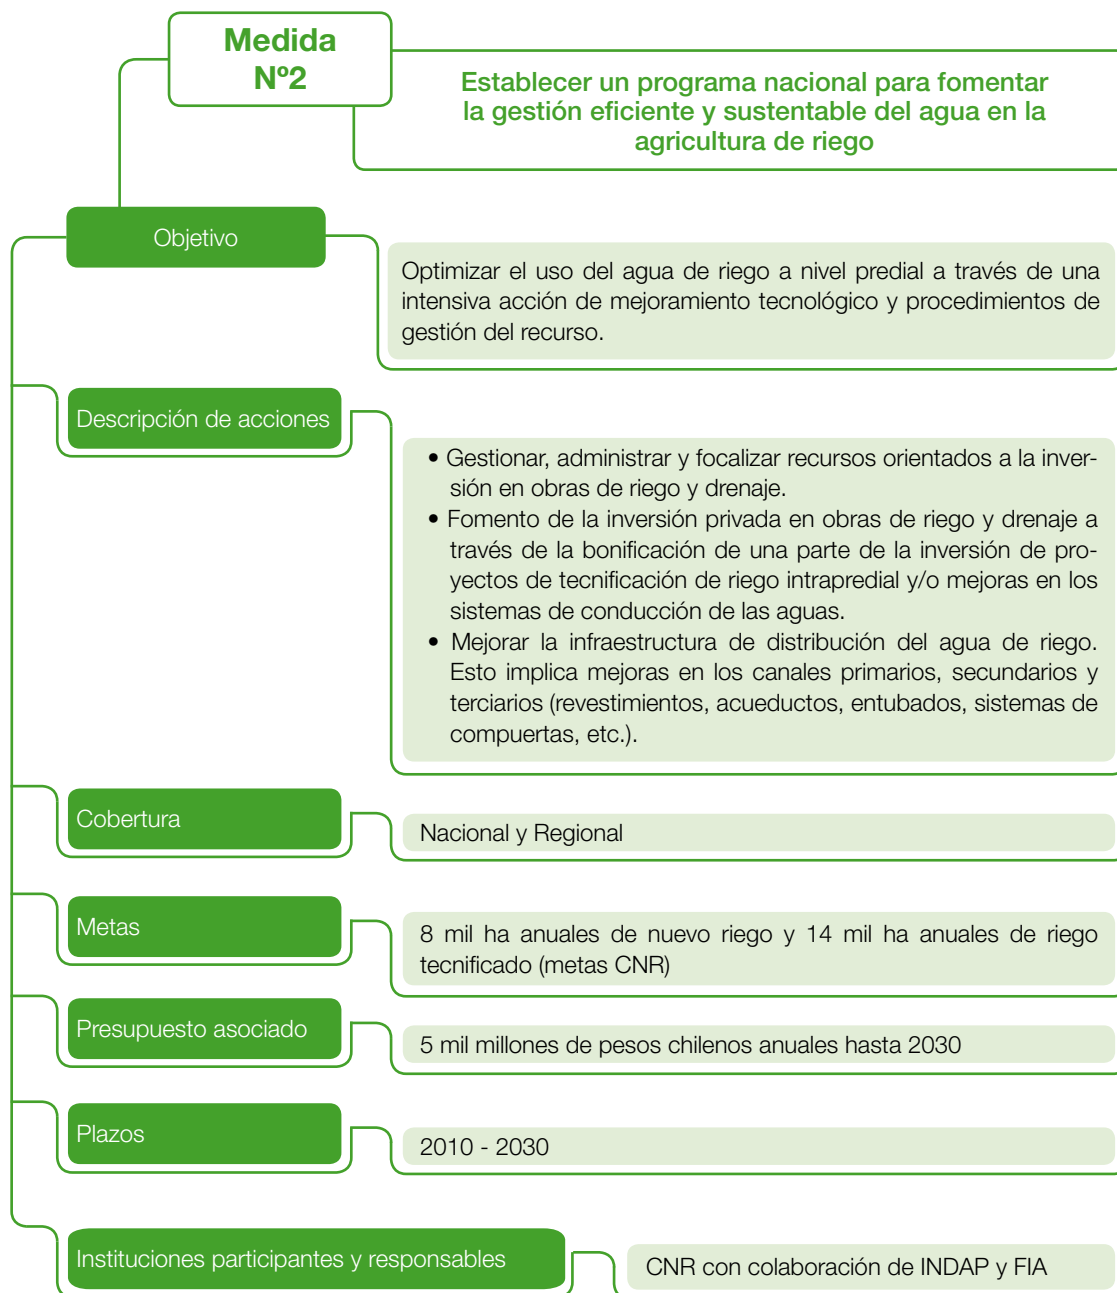 Medida
Nº2
Establecer un programa nacional para fomentar
la gestión eficiente y sustentable del agua en la
agricultura de riego
Objetivo
Optimizar el uso del agua de riego a nivel predial a través de una
intensiva acción de mejoramiento tecnológico y procedimientos de
gestión del recurso.
Descripción de acciones
• Gestionar, administrar y focalizar recursos orientados a la inver-
sión en obras de riego y drenaje.
• Fomento de la inversión privada en obras de riego y drenaje a
través de la bonificación de una parte de la inversión de pro-
yectos de tecnificación de riego intrapredial y/o mejoras en los
sistemas de conducción de las aguas.
• Mejorar la infraestructura de distribución del agua de riego.
Esto implica mejoras en los canales primarios, secundarios y
terciarios (revestimientos, acueductos, entubados, sistemas de
compuertas, etc.).
Cobertura
Nacional y Regional
Metas
8 mil ha anuales de nuevo riego y 14 mil ha anuales de riego
tecnificado (metas CNR)
Presupuesto asociado
5 mil millones de pesos chilenos anuales hasta 2030
Plazos
2010 - 2030
Instituciones participantes y responsables
CNR con colaboración de INDAP y FIA